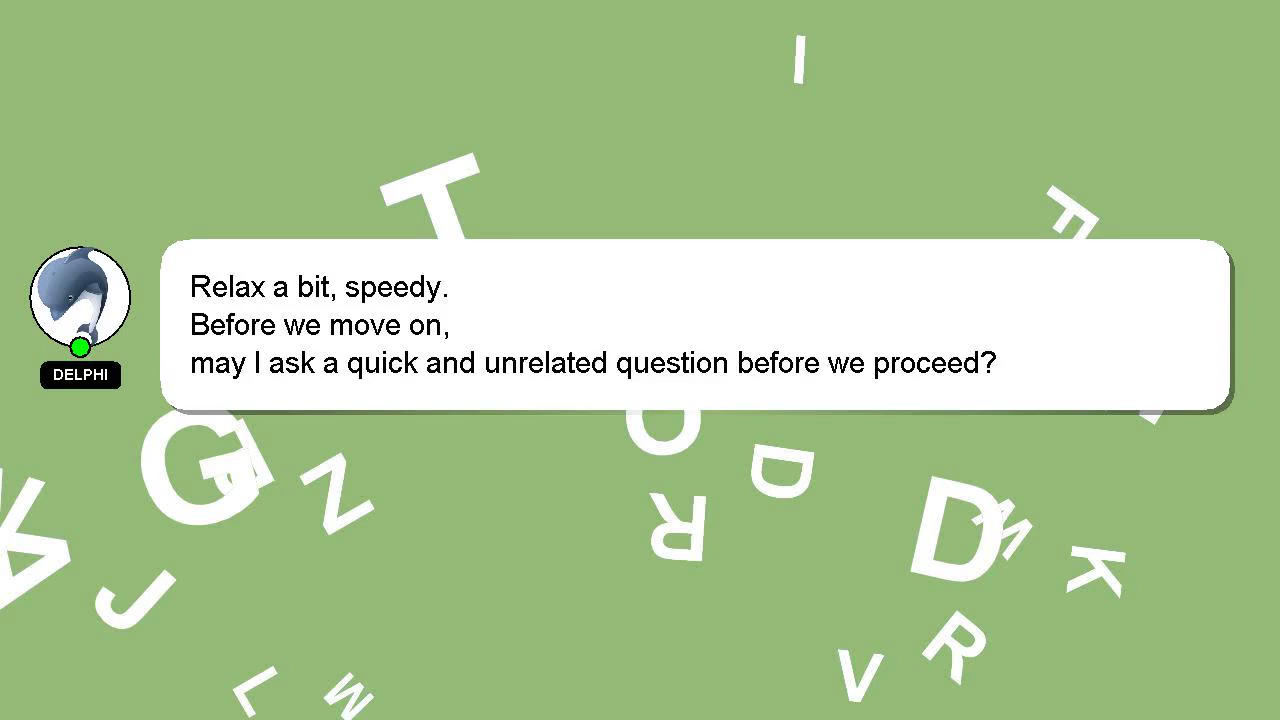 I
T
F
Relax a bit, speedy.
Before we move on,
may I ask a quick and unrelated question before we proceed?
DELPHI
G
N
O
D
R
D
M
K
J
R
V
L
M